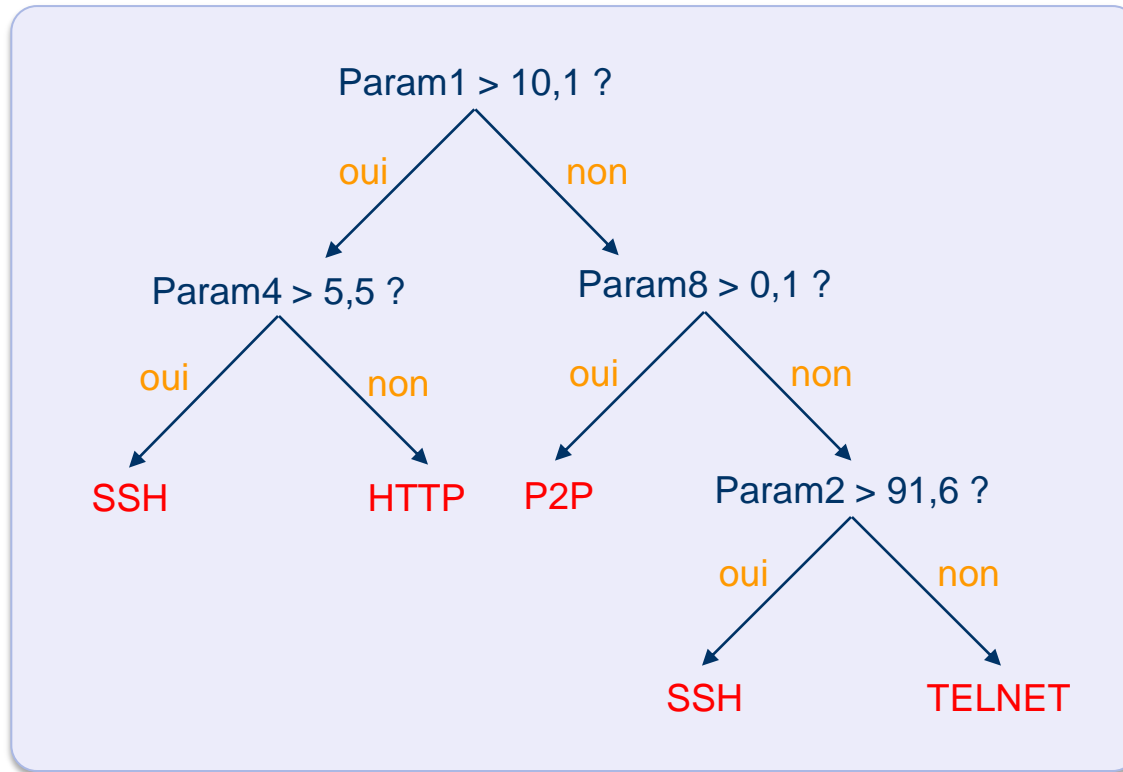 Param1 > 10,1 ?
oui
non
Param4 > 5,5 ?
Param8 > 0,1 ?
oui
non
oui
non
SSH
HTTP
P2P
Param2 > 91,6 ?
oui
non
SSH
TELNET